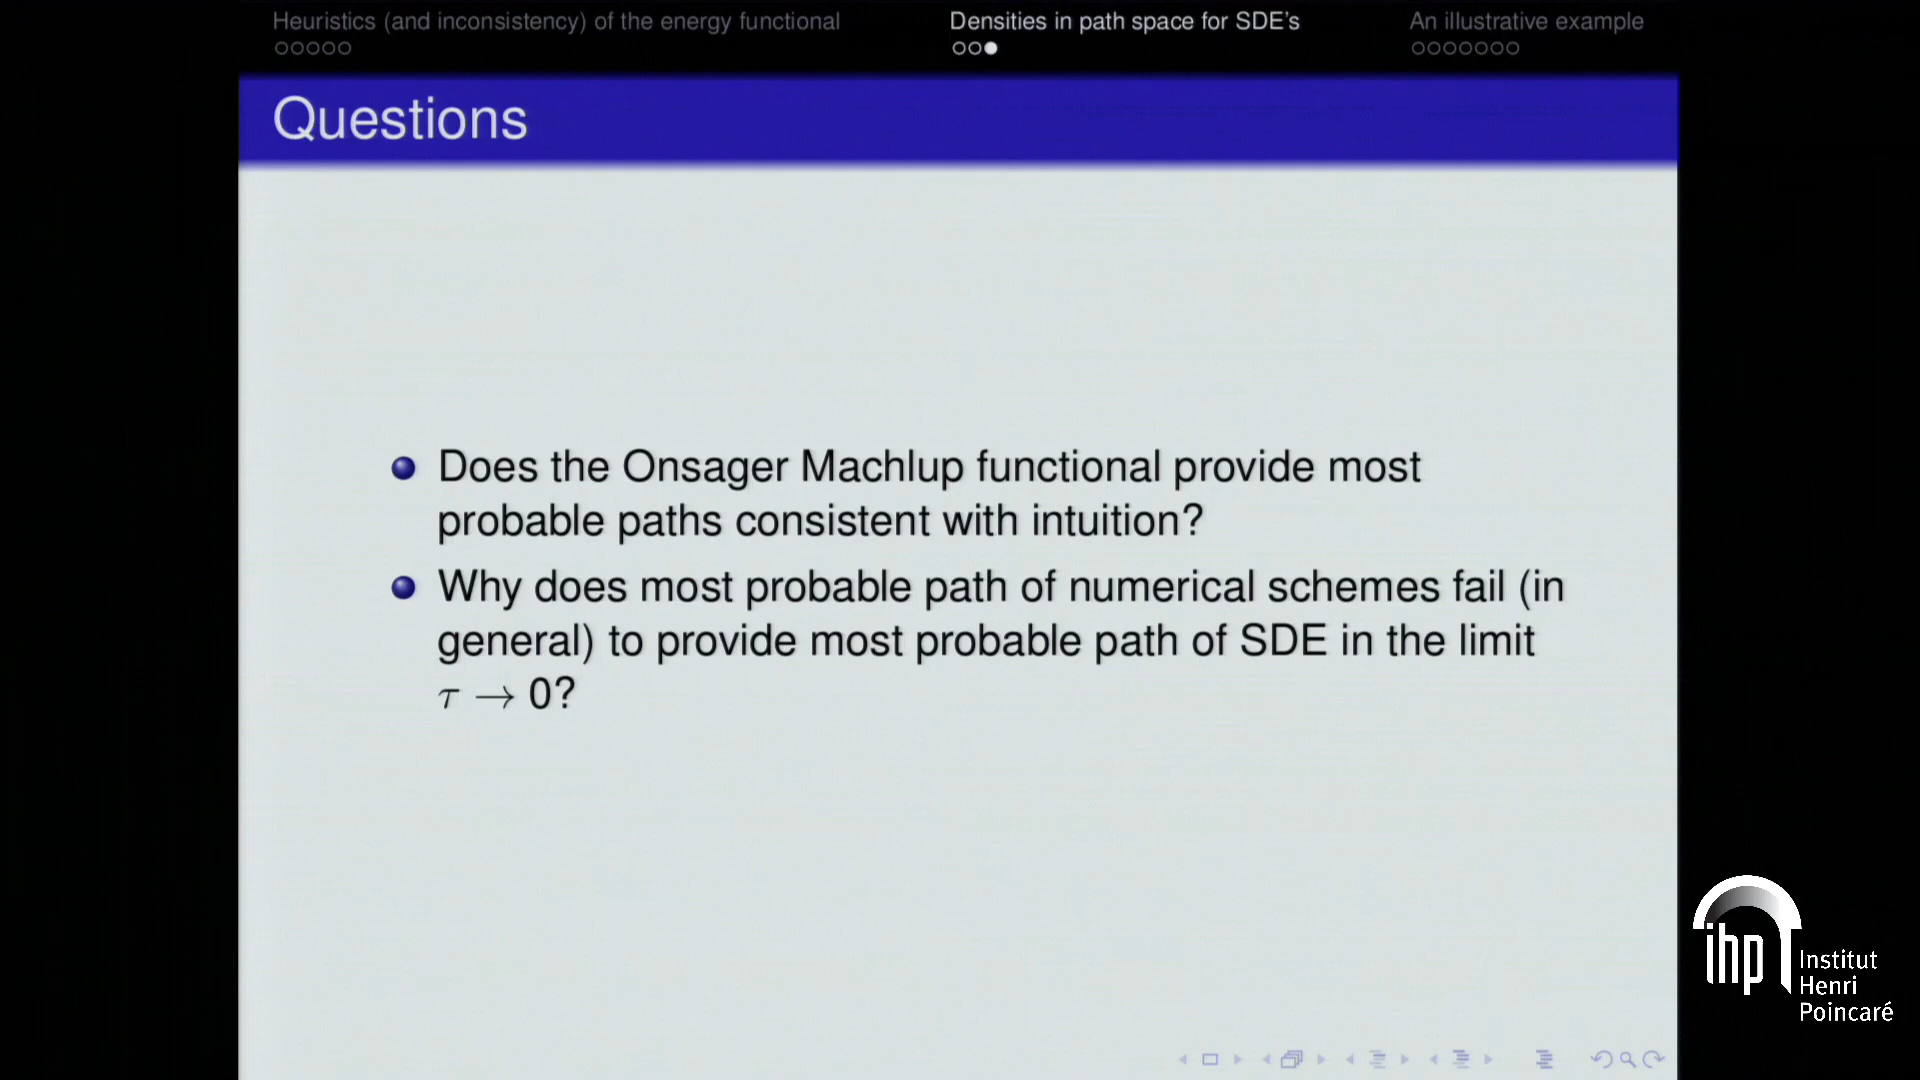 Heuristics (and inconsistency) of the energy functional
Densities in path space for SDE's
An illustrative example
Questions
Does the Onsager Machlup functional provide most
probable paths consistent with intuition?
Why does most probable path of numerical schemes fail (in
general) to provide most probable path of SDE in the limit
τ → 0?
ihp
Institut
Henri
Poincaré